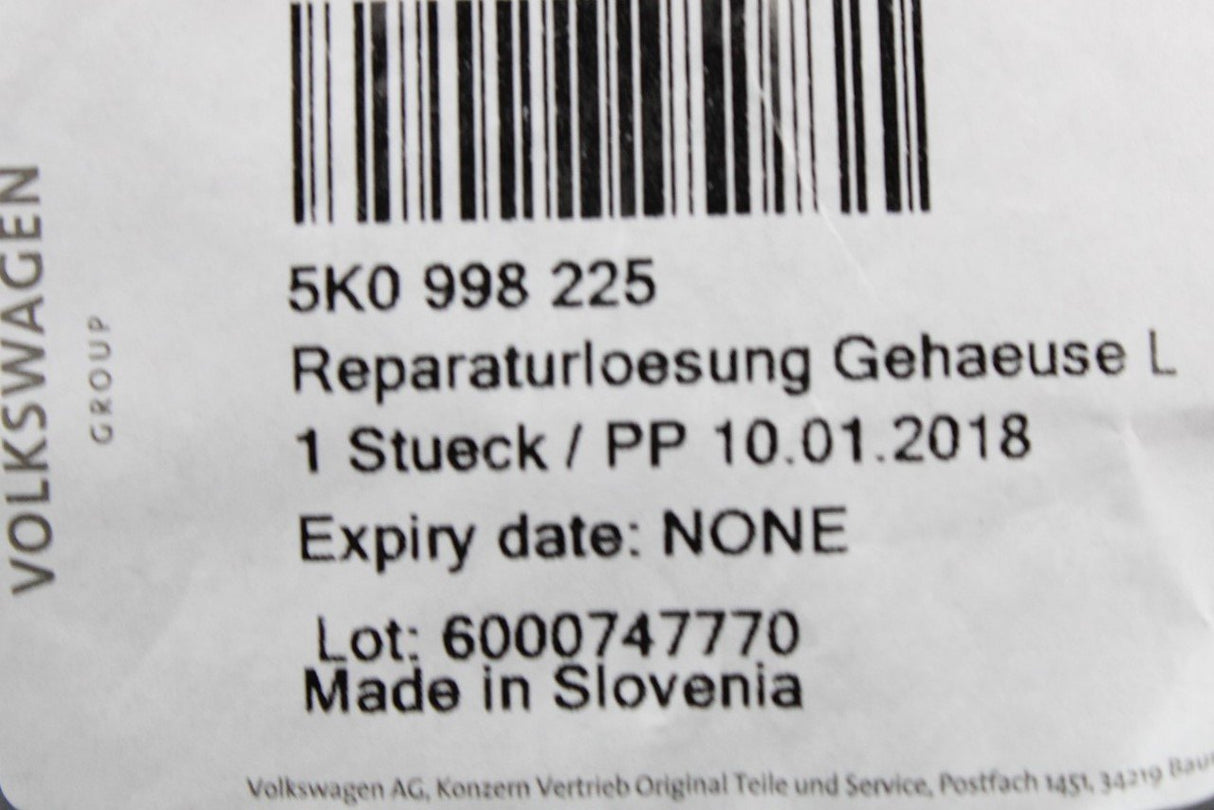 VOLKSWAGEN
GROUP
5K0 998 225
Reparaturloesung Gehaeuse L
1 Stueck / PP 10.01.2018
Expiry date: NONE
Lot: 6000747770
Made in Slovenia
Volkswagen AG, Konzern Vertrieb Original Teile und Service, Postfach 1451, 34219